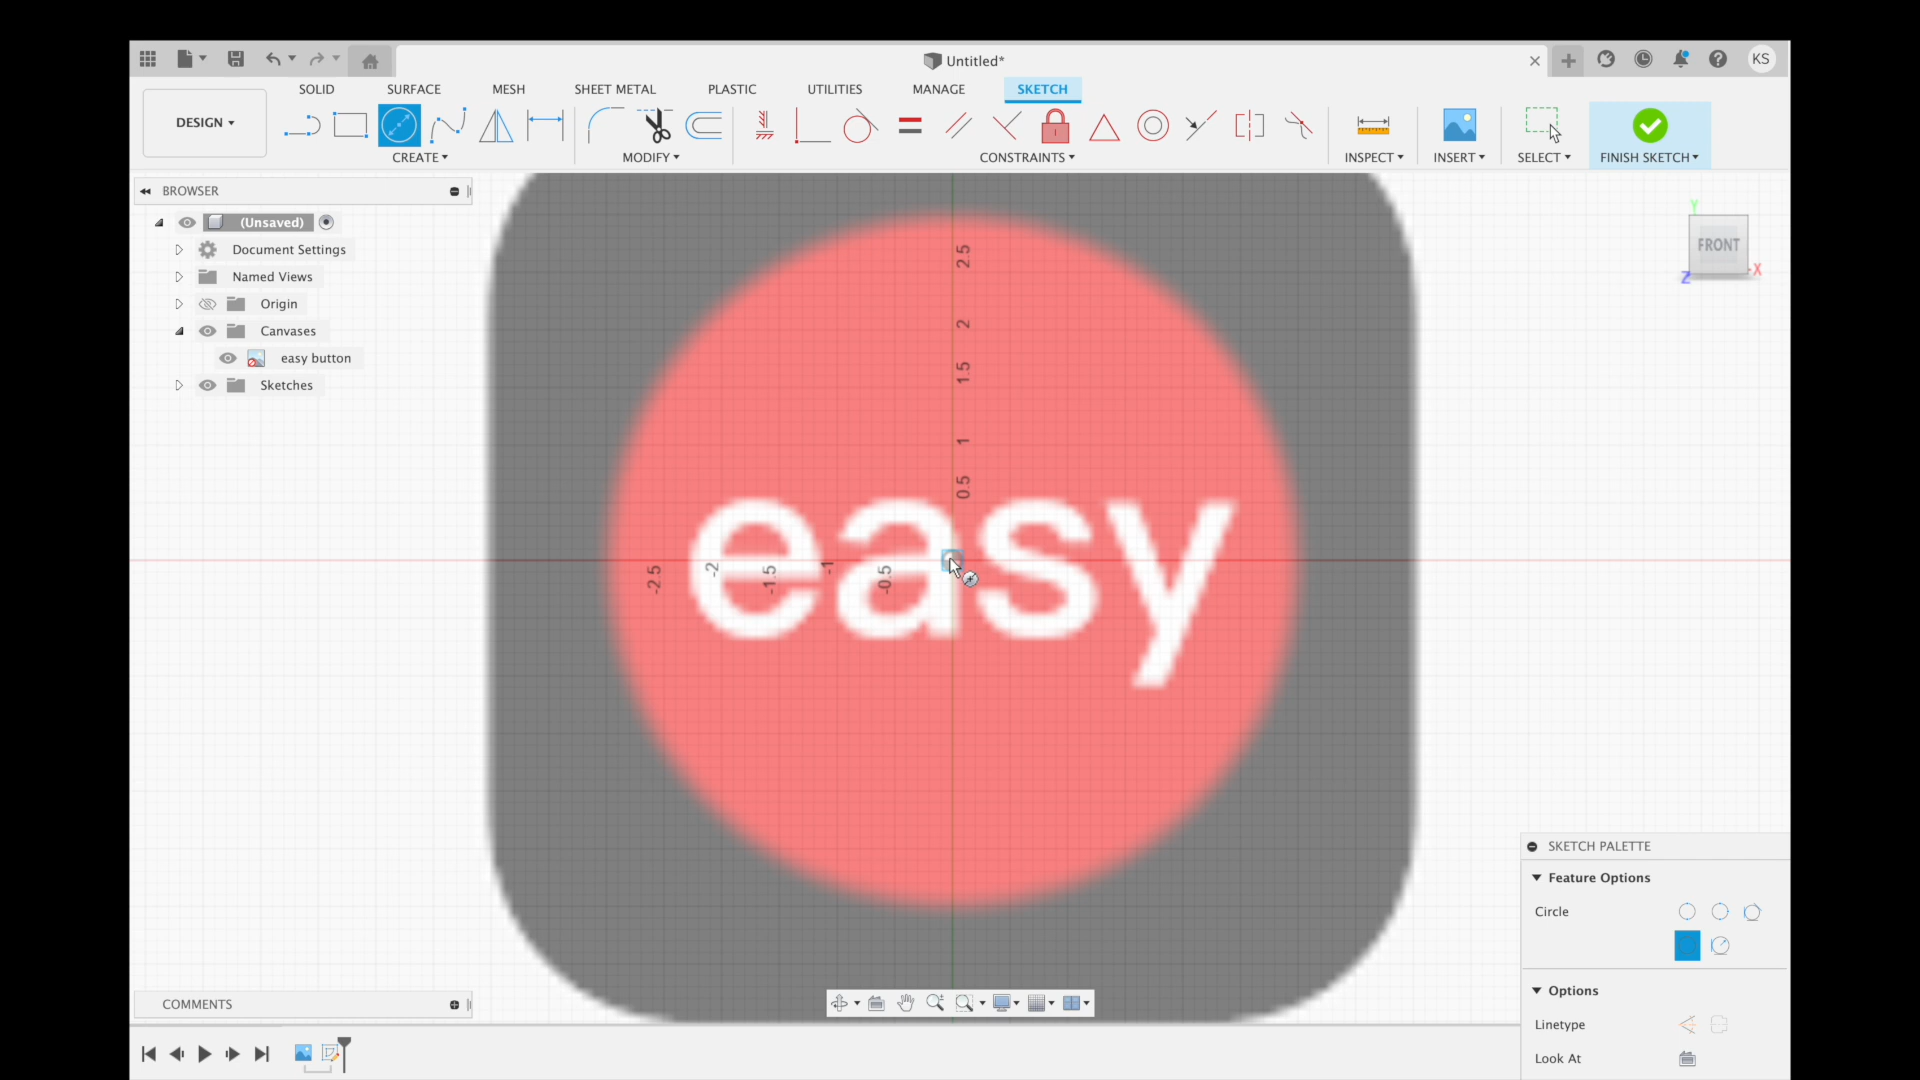 Untitled*
KS
SOLID SURFACE MESH SHEET METAL PLASTIC UTILITIES MANAGE SKETCH
DESIGN
CREATE MODIFY CONSTRAINTS INSPECT INSERT SELECT FINISH SKETCH
BROWSER
(Unsaved)
Document Settings
Named Views
Origin
Canvases
easy button
Sketches
Y
FRONT
X
Z
2.5
2
1.5
1
0.5
easy
-2.5 -2 -1.5 -1 -0.5
SKETCH PALETTE
Feature Options
Circle
Options
Linetype
Look At
COMMENTS